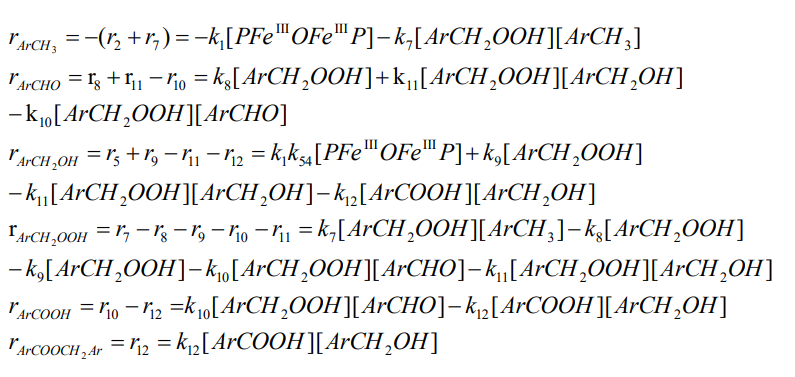 r_{ArCH_3} = −(r_2 + r_7) = −k_1[PFe^{III}OFe^{III}P] − k_7[ArCH_2OOH][ArCH_3]
r_{ArCHO} = r_8 + r_{11} − r_{10} = k_8[ArCH_2OOH] + k_{11}[ArCH_2OOH][ArCH_2OH]
−k_{10}[ArCH_2OOH][ArCHO]
r_{ArCH_2OH} = r_5 + r_9 − r_{11} − r_{12} = k_1k_{54}[PFe^{III}OFe^{III}P] + k_9[ArCH_2OOH]
−k_{11}[ArCH_2OOH][ArCH_2OH] − k_{12}[ArCOOH][ArCH_2OH]
r_{ArCH_2OOH} = r_7 − r_8 − r_9 − r_{10} − r_{11} = k_7[ArCH_2OOH][ArCH_3] − k_8[ArCH_2OOH]
−k_9[ArCH_2OOH] − k_{10}[ArCH_2OOH][ArCHO] − k_{11}[ArCH_2OOH][ArCH_2OH]
r_{ArCOOH} = r_{10} − r_{12} = k_{10}[ArCH_2OOH][ArCHO] − k_{12}[ArCOOH][ArCH_2OH]
r_{ArCOOCH_2Ar} = r_{12} = k_{12}[ArCOOH][ArCH_2OH]